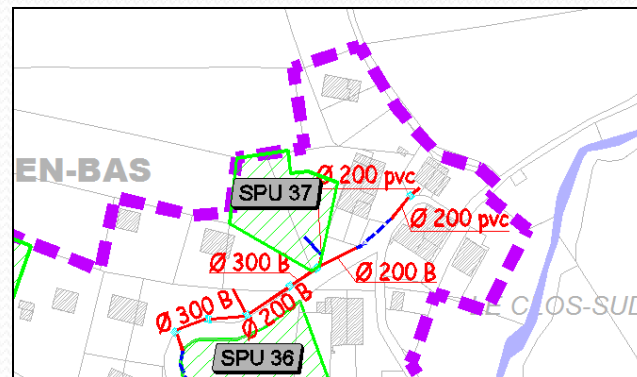 EN-BAS
SPU 37
Ø 200 pvc
Ø 200 pvc
Ø 300 B
Ø 200 B
Ø 300 B
Ø 200 B
CLOS-SUD
SPU 36